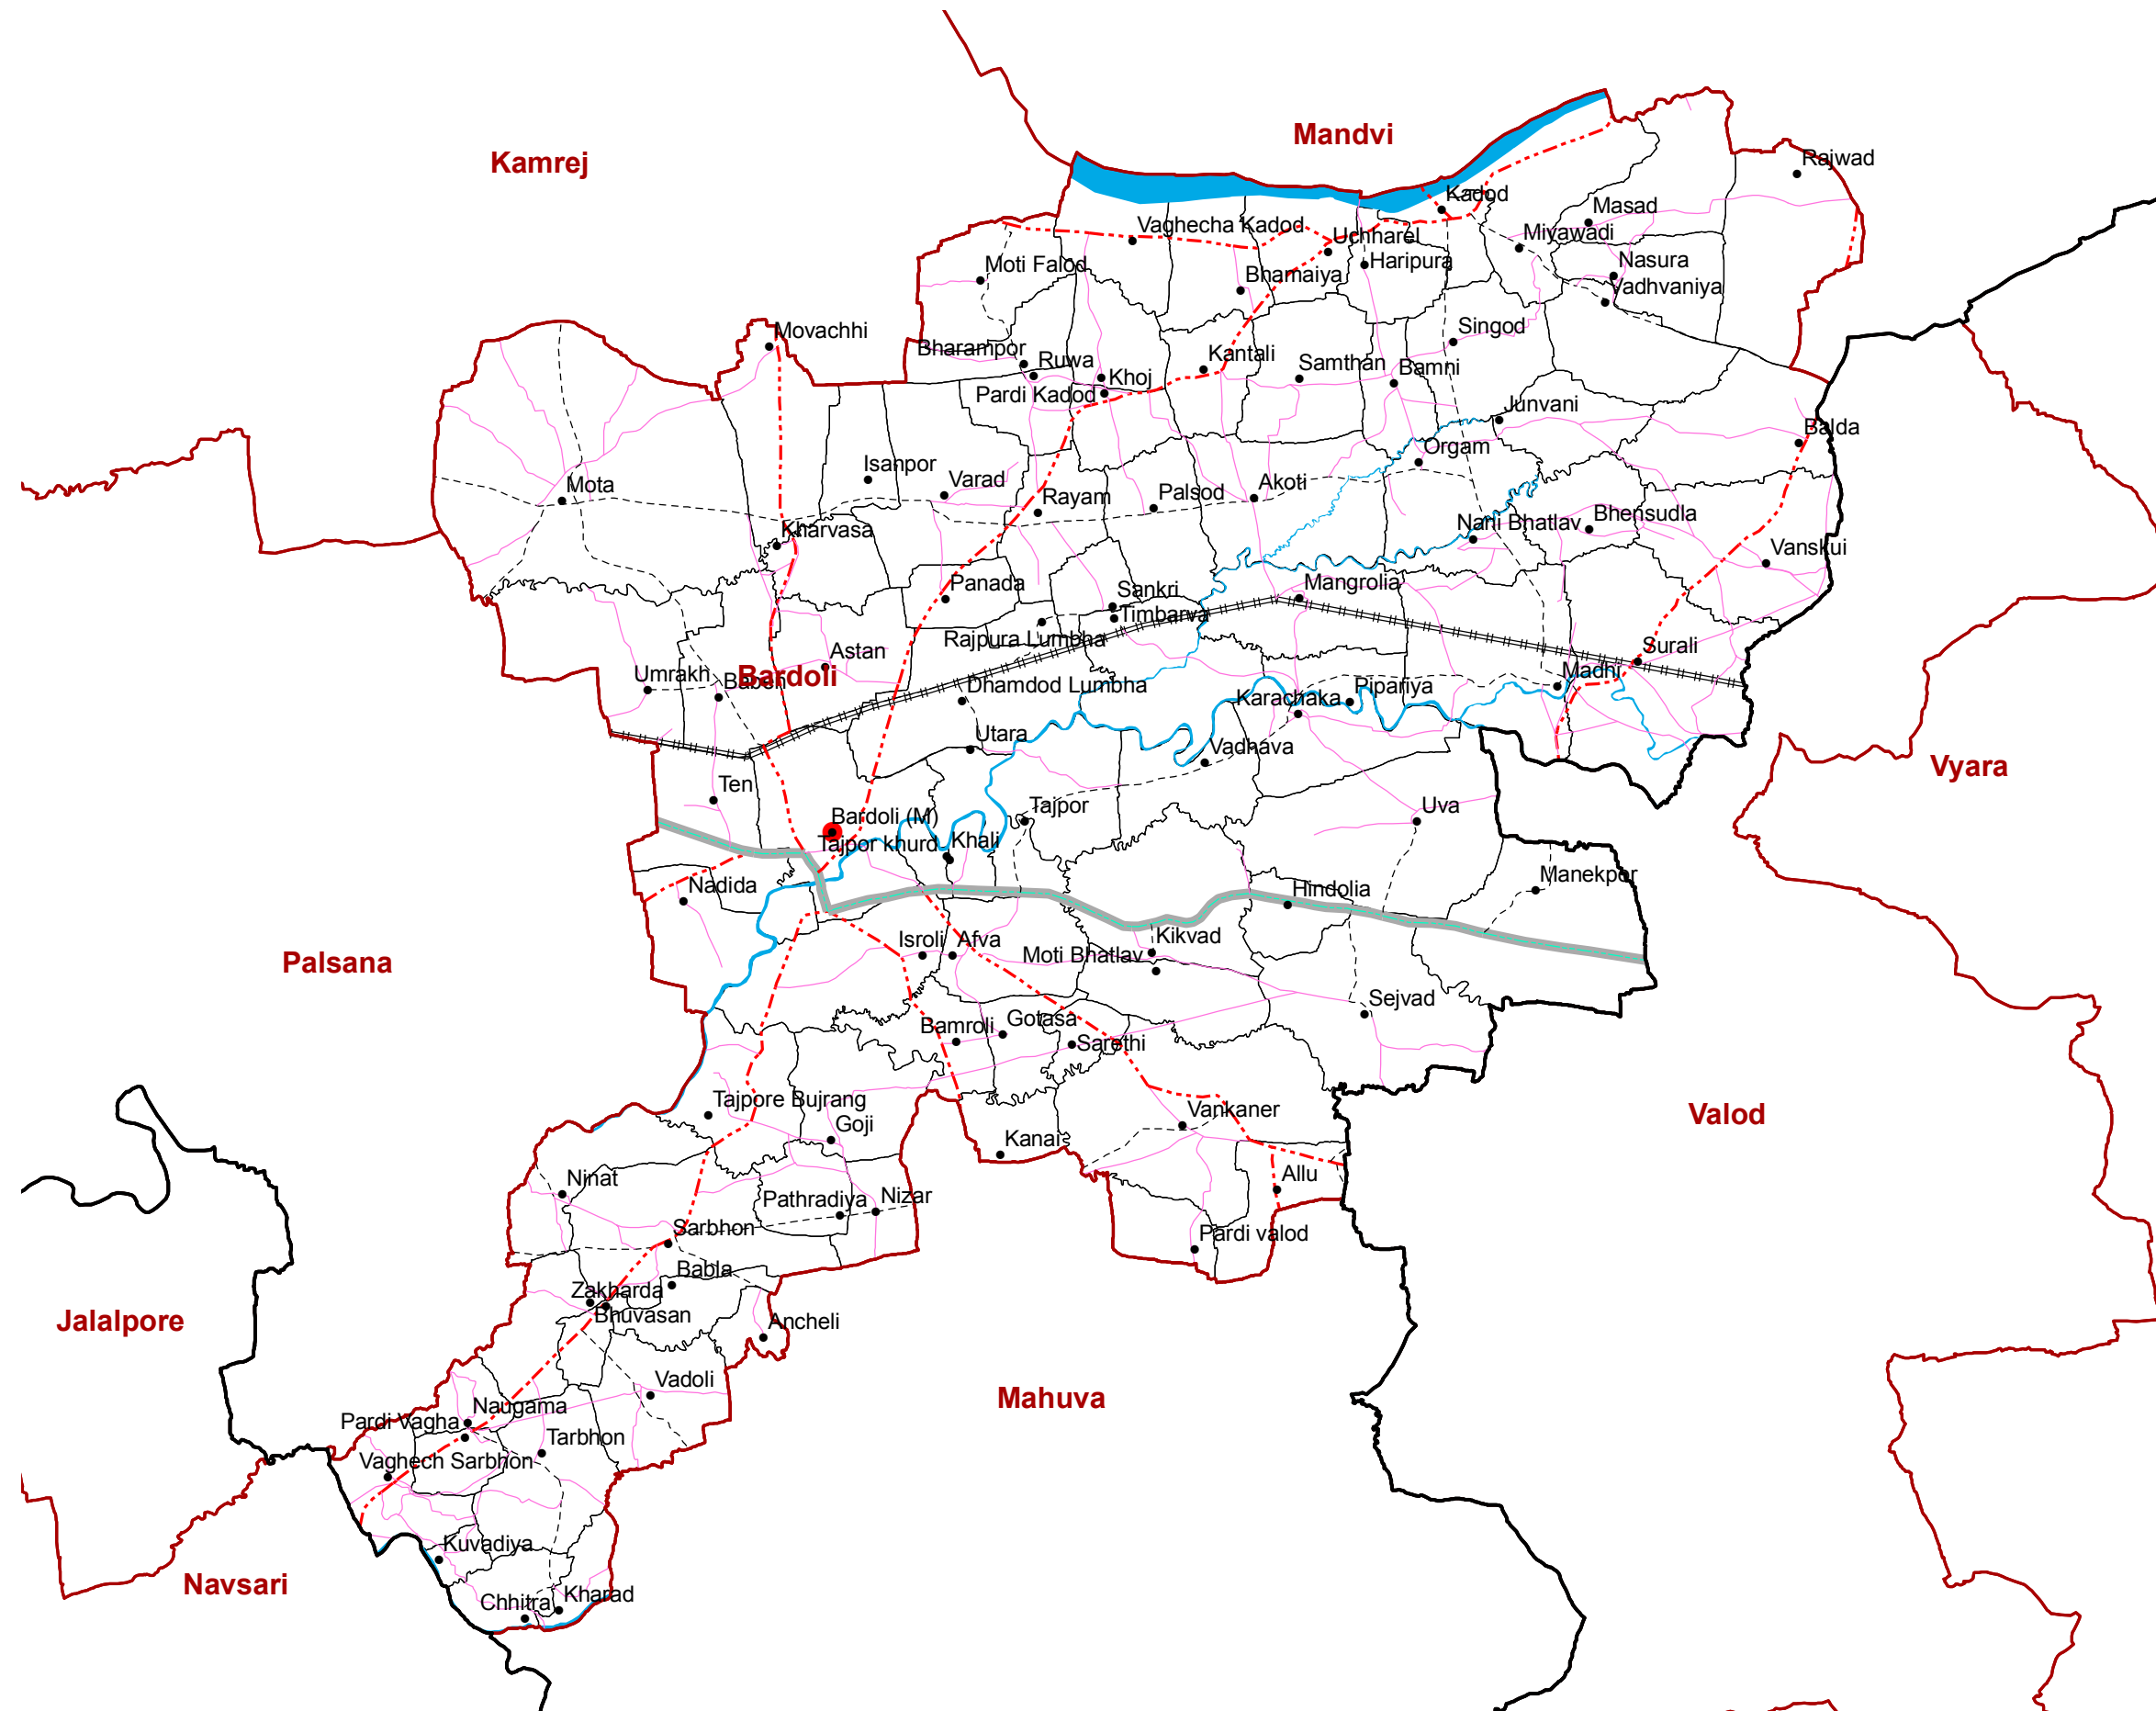 Mandvi
Kamrej
Rajwad
Kadod
Masad
Vaghecha Kadod
Miyawadi
Uchharel
Haripura
Nasura
Moti Falod
Bhamaiya
Vadhvaniya
Movachhi
Singod
Bharampor
Ruwa
Kantali
Samthan
Bamni
Khoj
Pardi Kadod
Junvani
Balda
Orgam
Isanpor
Varad
Mota
Rayam
Palsod
Akoti
Kharvasa
Nani Bhatlav
Bhensudla
Vanskui
Panada
Sankri
Mangrolia
Timbarva
Rajpura Lumbha
Astan
Surali
Umrakh
Baben
Bardoli
Madhi
Dhamdod Lumbha
Karachaka
Pipariya
Utara
Vadhava
Vyara
Ten
Tajpor
Uva
Bardoli (M)
Tajpor khurd
Khali
Nadida
Hindolia
Manekpor
Palsana
Isroli
Afva
Kikvad
Moti Bhatlav
Sejvad
Bamroli
Gotasa
Sarethi
Tajpore Bujrang
Goji
Vankaner
Valod
Kanai
Ninat
Allu
Pathradiya
Nizar
Sarbhon
Pardi valod
Babla
Zakharda
Bhuvasan
Ancheli
Jalalpore
Vadoli
Mahuva
Naugama
Pardi Vagha
Tarbhon
Vaghech Sarbhon
Kuvadiya
Navsari
Chhitra
Kharad